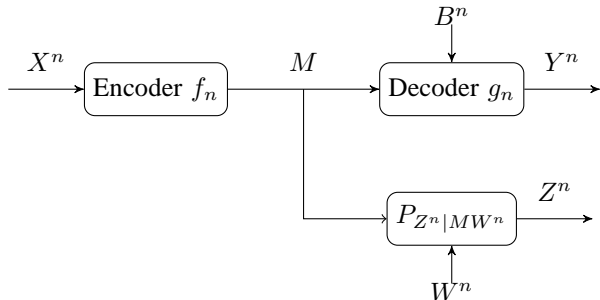 B^n
X^n
Encoder f_n
M
Decoder g_n
Y^n
P_{Z^n|MW^n}
Z^n
W^n